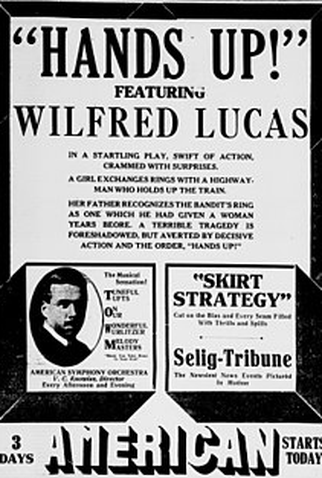 "HANDS UP!"
FEATURING
WILFRED LUCAS
IN A STARTLING PLAY, SWIFT OF ACTION,
CRAMMED WITH SURPRISES.
A GIRL EXCHANGES RINGS WITH A HIGHWAY-
MAN WHO HOLDS UP THE TRAIN.
HER FATHER RECOGNIZES THE BANDIT'S RING
AS ONE WHICH HE HAD GIVEN A WOMAN
YEARS BEORE. A TERRIBLE TRAGEDY IS
FORESHADOWED, BUT AVERTED BY DECISIVE
ACTION AND THE ORDER, "HANDS UP!"
The Musical
Sensation!
TUNEFUL
TUFTS
ON
OUR
WONDERFUL
WURLITZER
MELODY
MASTERS
AMERICAN SYMPHONY ORCHESTRA
Director
Every Afternoon and Evening
"SKIRT
STRATEGY"
Cut on the Bias and Every Seam Filled
With Thrills and Spills
Selig-Tribune
The Newsiest News Events Pictured
In Motion
3
DAYS
AMERICAN
STARTS
TODAY